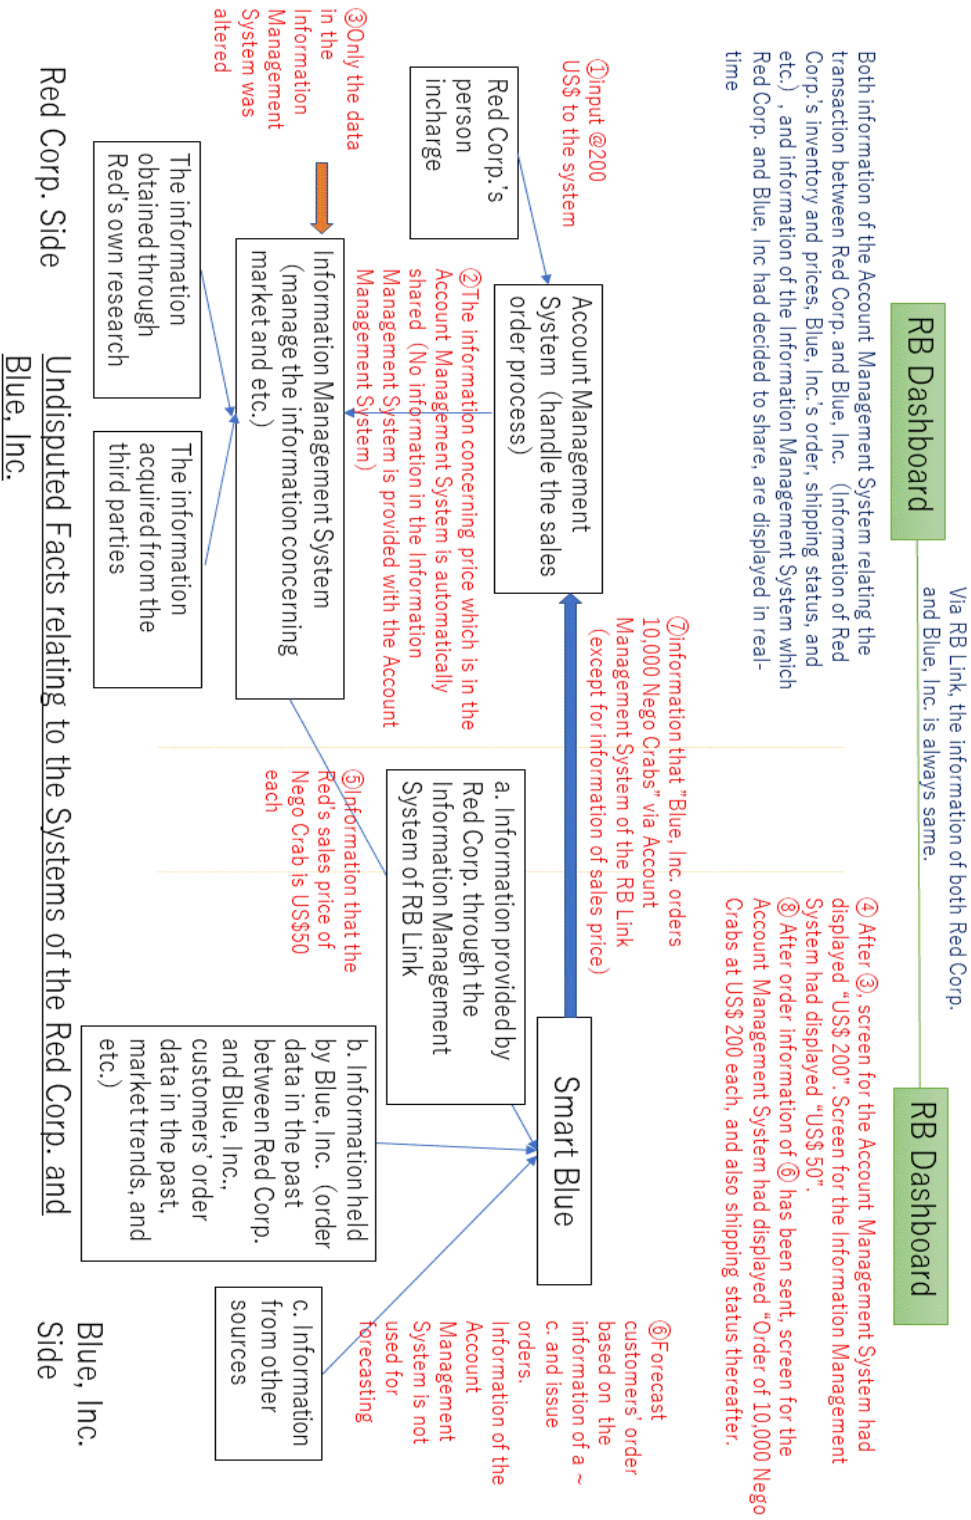 Via RB Link, the information of both Red Corp.
and Blue, Inc. is always same.
RB Dashboard
RB Dashboard
Both information of the Account Management System relating the
transaction between Red Corp. and Blue, Inc. (Information of Red
Corp.'s inventory and prices, Blue, Inc.'s order, shipping status, and
etc.) , and information of the Information Management System which
Red Corp. and Blue, Inc had decided to share, are displayed in real-
time
④ After ③, screen for the Account Management System had
displayed “US$ 200”. Screen for the Information Management
System had displayed “US$ 50”.
⑧ After order information of ⑥ has been sent, screen for the
Account Management System had displayed “Order of 10,000 Nego
Crabs at US$ 200 each, and also shipping status thereafter.
①input @200
US$ to the system
Red Corp.'s
person
incharge
Account Management
System (handle the sales
order process)
⑦information that ”Blue, Inc. orders
10,000 Nego Crabs” via Account
Management System of the RB Link
(except for information of sales price)
Smart Blue
⑥Forecast
customers' order
based on the
information of a ~
c. and issue
orders.
Information of the
Account
Management
System is not
used for
forecasting
②The information concerning price which is in the
Account Management System is automatically
shared (No information in the Information
Management System is provided with the Account
Management System)
③Only the data
in the
Information
Management
System was
altered
Information Management System
(manage the information concerning
market and etc.)
a. Information provided by
Red Corp. through the
Information Management
System of RB Link
⑤Information that the
Red's sales price of
Nego Crab is US$50
each
b. Information held
by Blue, Inc. (order
data in the past
between Red Corp.
and Blue, Inc.,
customers' order
data in the past,
market trends, and
etc.)
c. Information
from other
sources
The information
obtained through
Red's own research
The information
acquired from the
third parties
Red Corp. Side
Blue, Inc.
Side
Undisputed Facts relating to the Systems of the Red Corp. and
Blue, Inc.